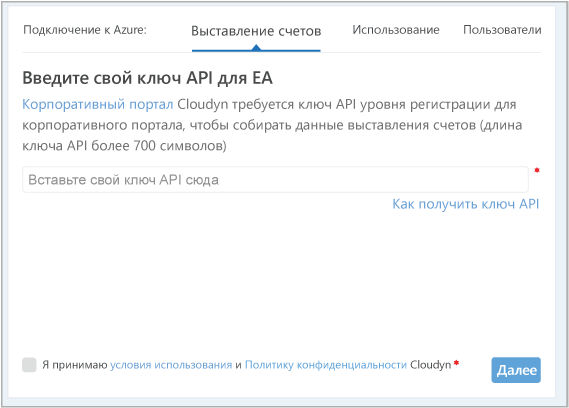 Подключение к Azure: Выставление счетов Использование Пользователи
Введите свой ключ API для EA
Корпоративный портал Cloudyn требуется ключ API уровня регистрации для
корпоративного портала, чтобы собирать данные выставления счетов (длина
ключа API более 700 символов)
Вставьте свой ключ API сюда *
Как получить ключ API
Я принимаю условия использования и Политику конфиденциальности Cloudyn * Далее